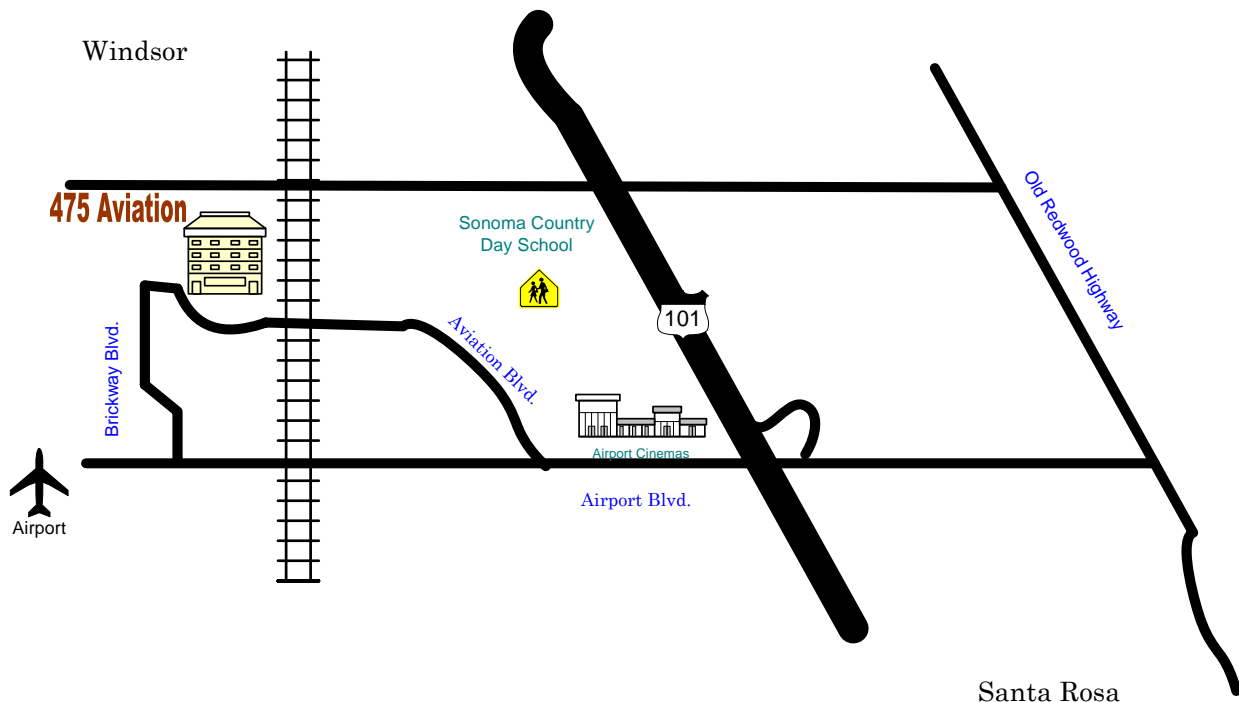 Windsor
475 Aviation
Sonoma Country
Day School
Old Redwood Highway
101
Aviation Blvd.
Brickway Blvd.
Airport Cinemas
Airport Blvd.
Airport
Santa Rosa